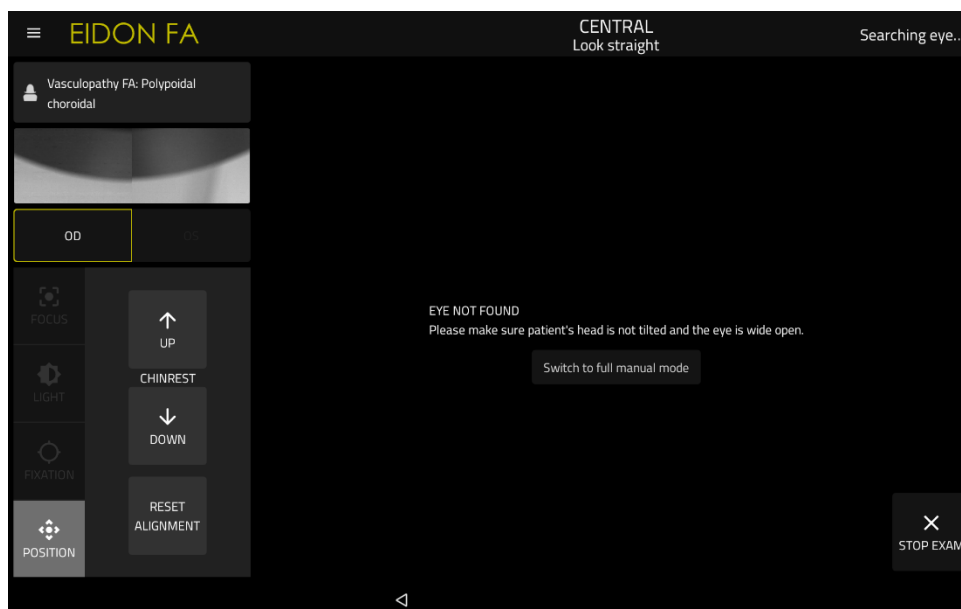 EIDON FA
CENTRAL
Look straight
Searching eye..
Vasculopathy FA: Polypoidal
choroidal
OD
OS
FOCUS
LIGHT
FIXATION
POSITION
UP
CHINREST
DOWN
RESET
ALIGNMENT
EYE NOT FOUND
Please make sure patient's head is not tilted and the eye is wide open.
Switch to full manual mode
STOP EXAM